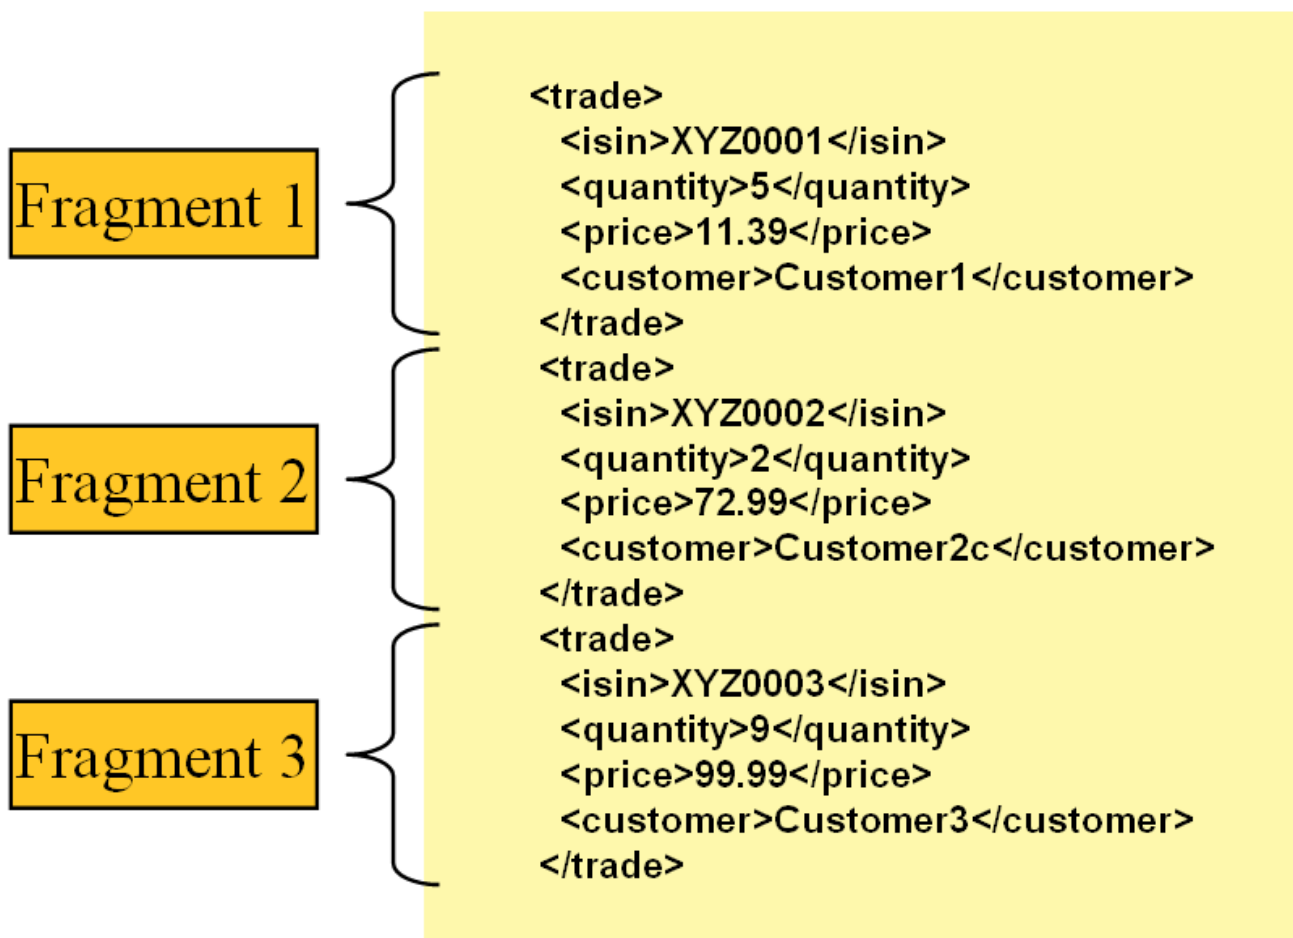 <trade>
<isin>XYZ0001</isin>
<quantity>5</quantity>
Fragment 1
<price>11.39</price>
<customer>Customer1</customer>
</trade>
<trade>
<isin>XYZ0002</isin>
<quantity>2</quantity>
Fragment 2
<price>72.99</price>
<customer>Customer2c</customer>
</trade>
<trade>
<isin>XYZ0003</isin>
<quantity>9</quantity>
Fragment 3
<price>99.99</price>
<customer>Customer3</customer>
</trade>